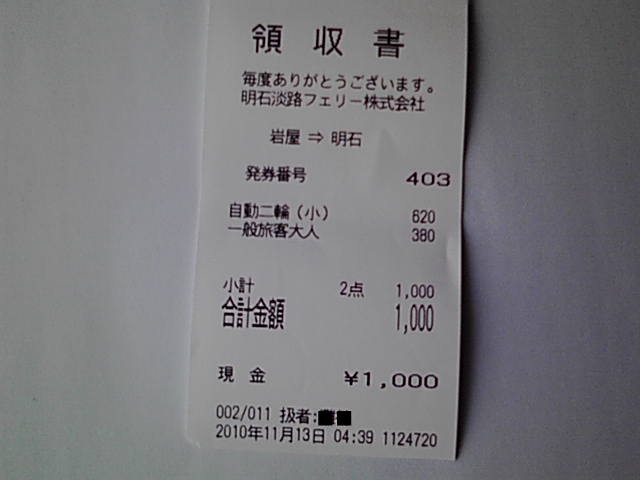 領 収 書
毎度ありがとうございます。
明石淡路フェリー株式会社
岩屋 ⇒ 明石
発券番号 403
自動二輪(小) 620
一般旅客大人 380
小計 2点 1,000
合計金額 1,000
現 金 ¥1,000
002/011 扱者:
2010年11月13日 04:39 1124720